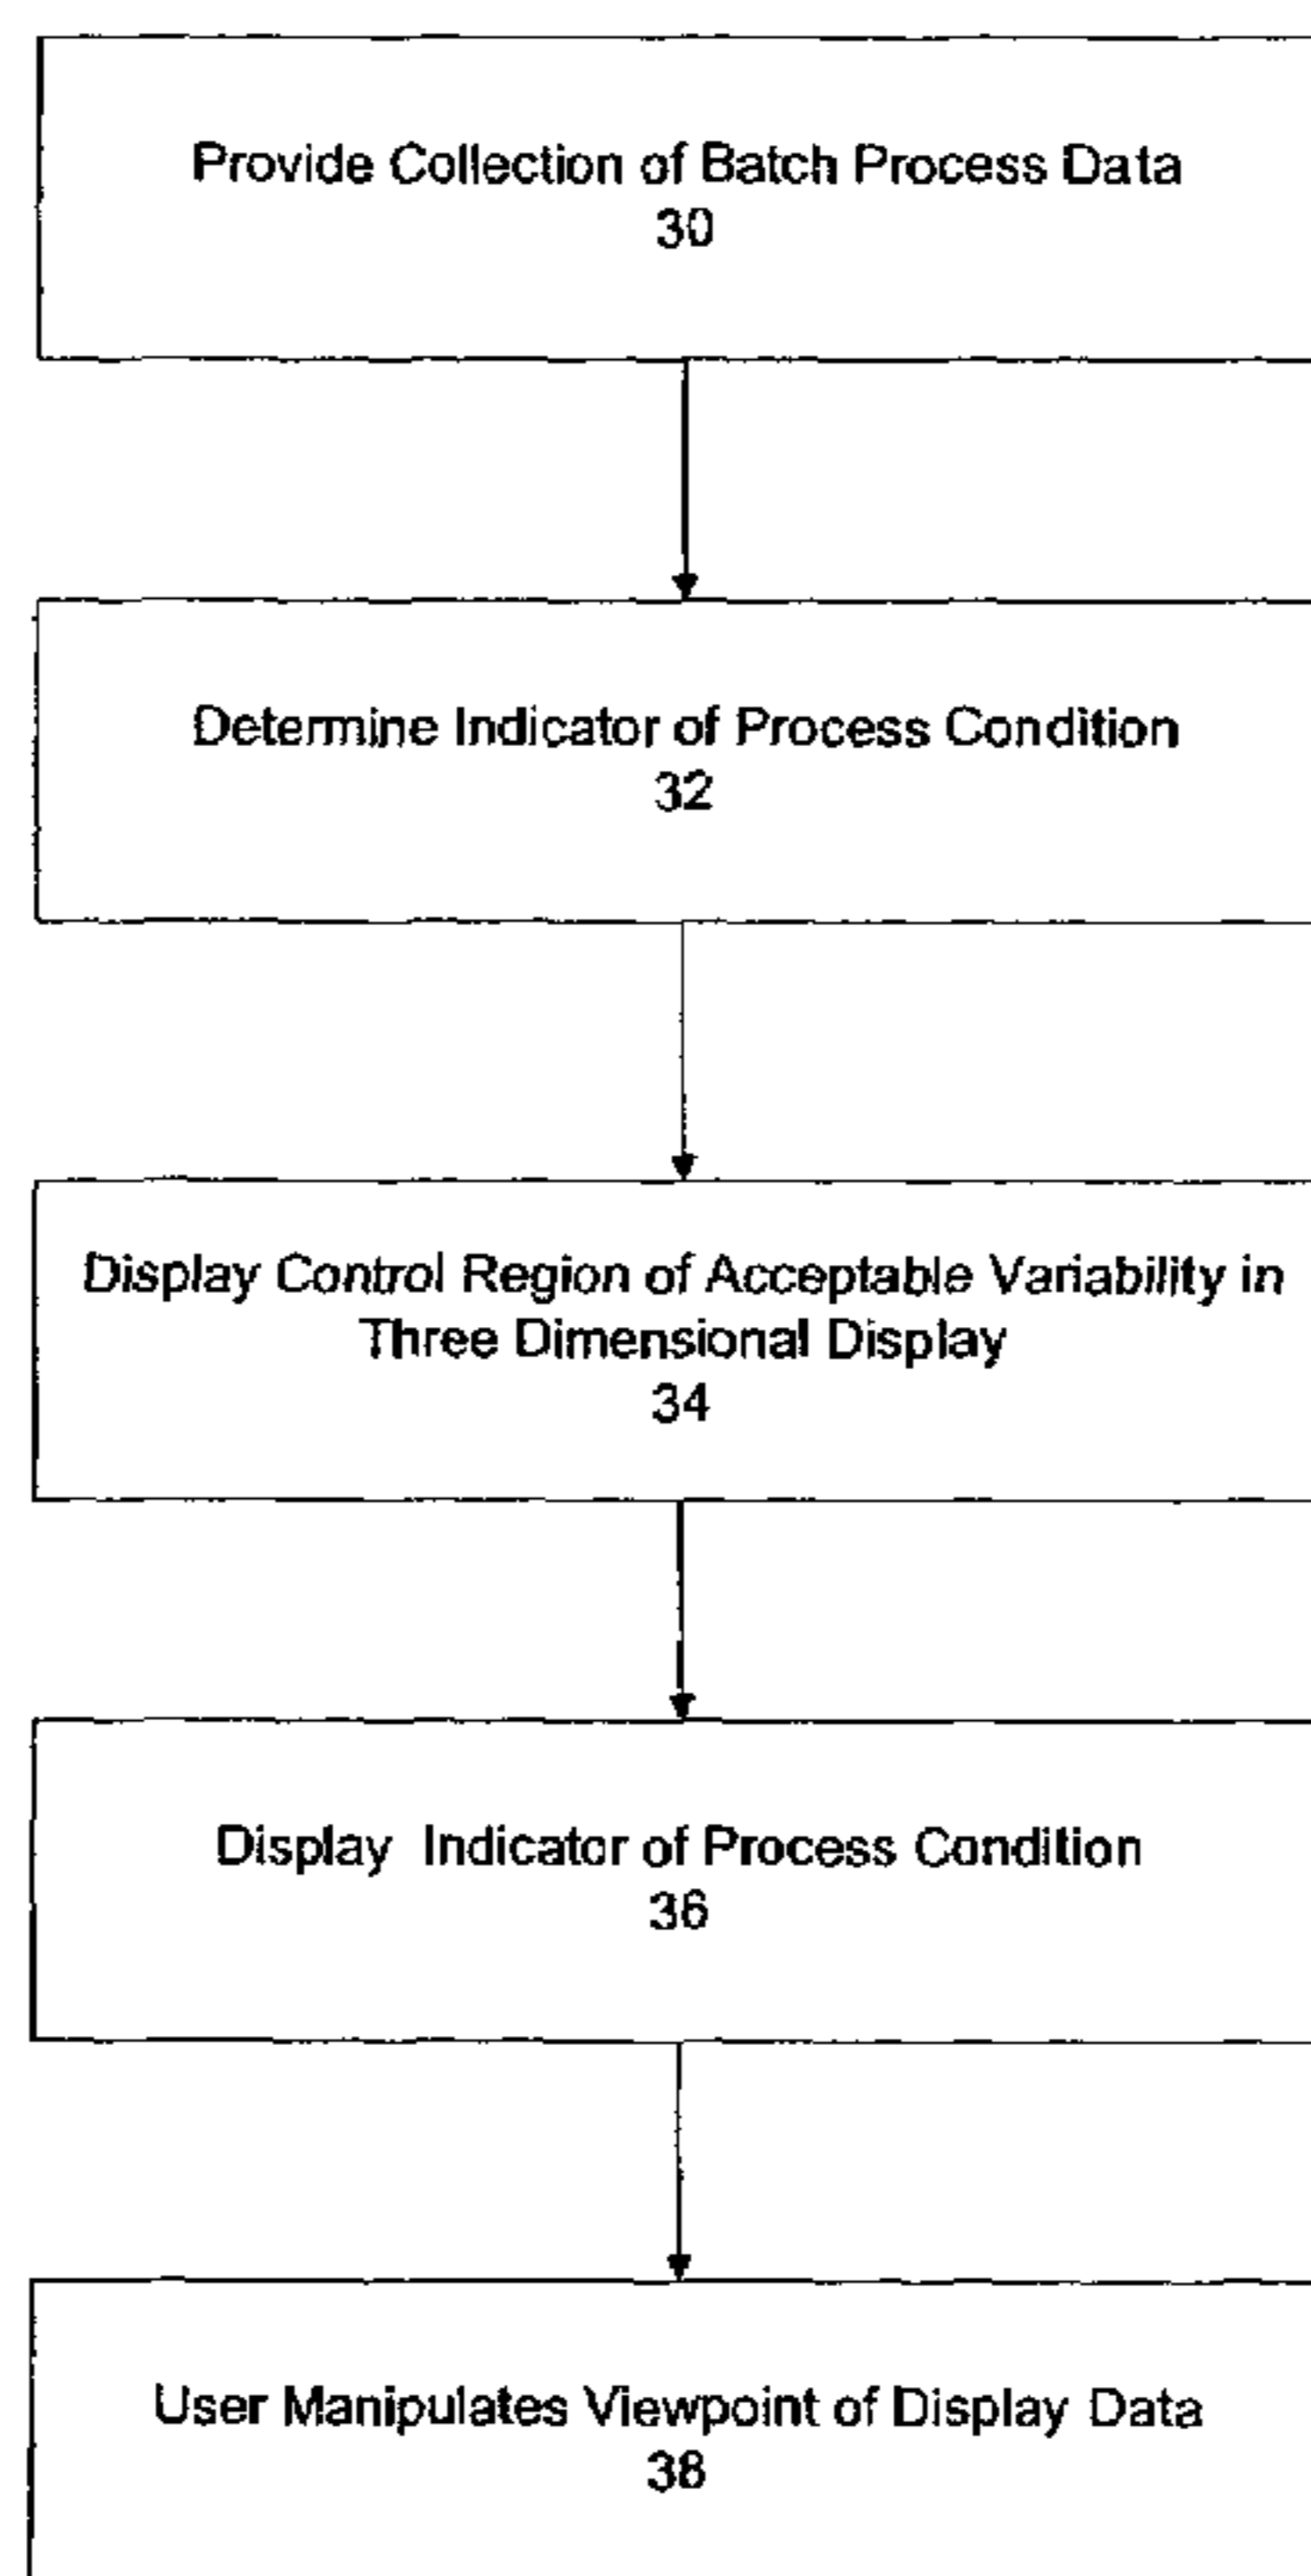 Provide Collection of Batch Process Data
30
Determine Indicator of Process Condition
32
Display Control Region of Acceptable Variability in
Three Dimensional Display
34
Display Indicator of Process Condition
36
User Manipulates Viewpoint of Display Data
38